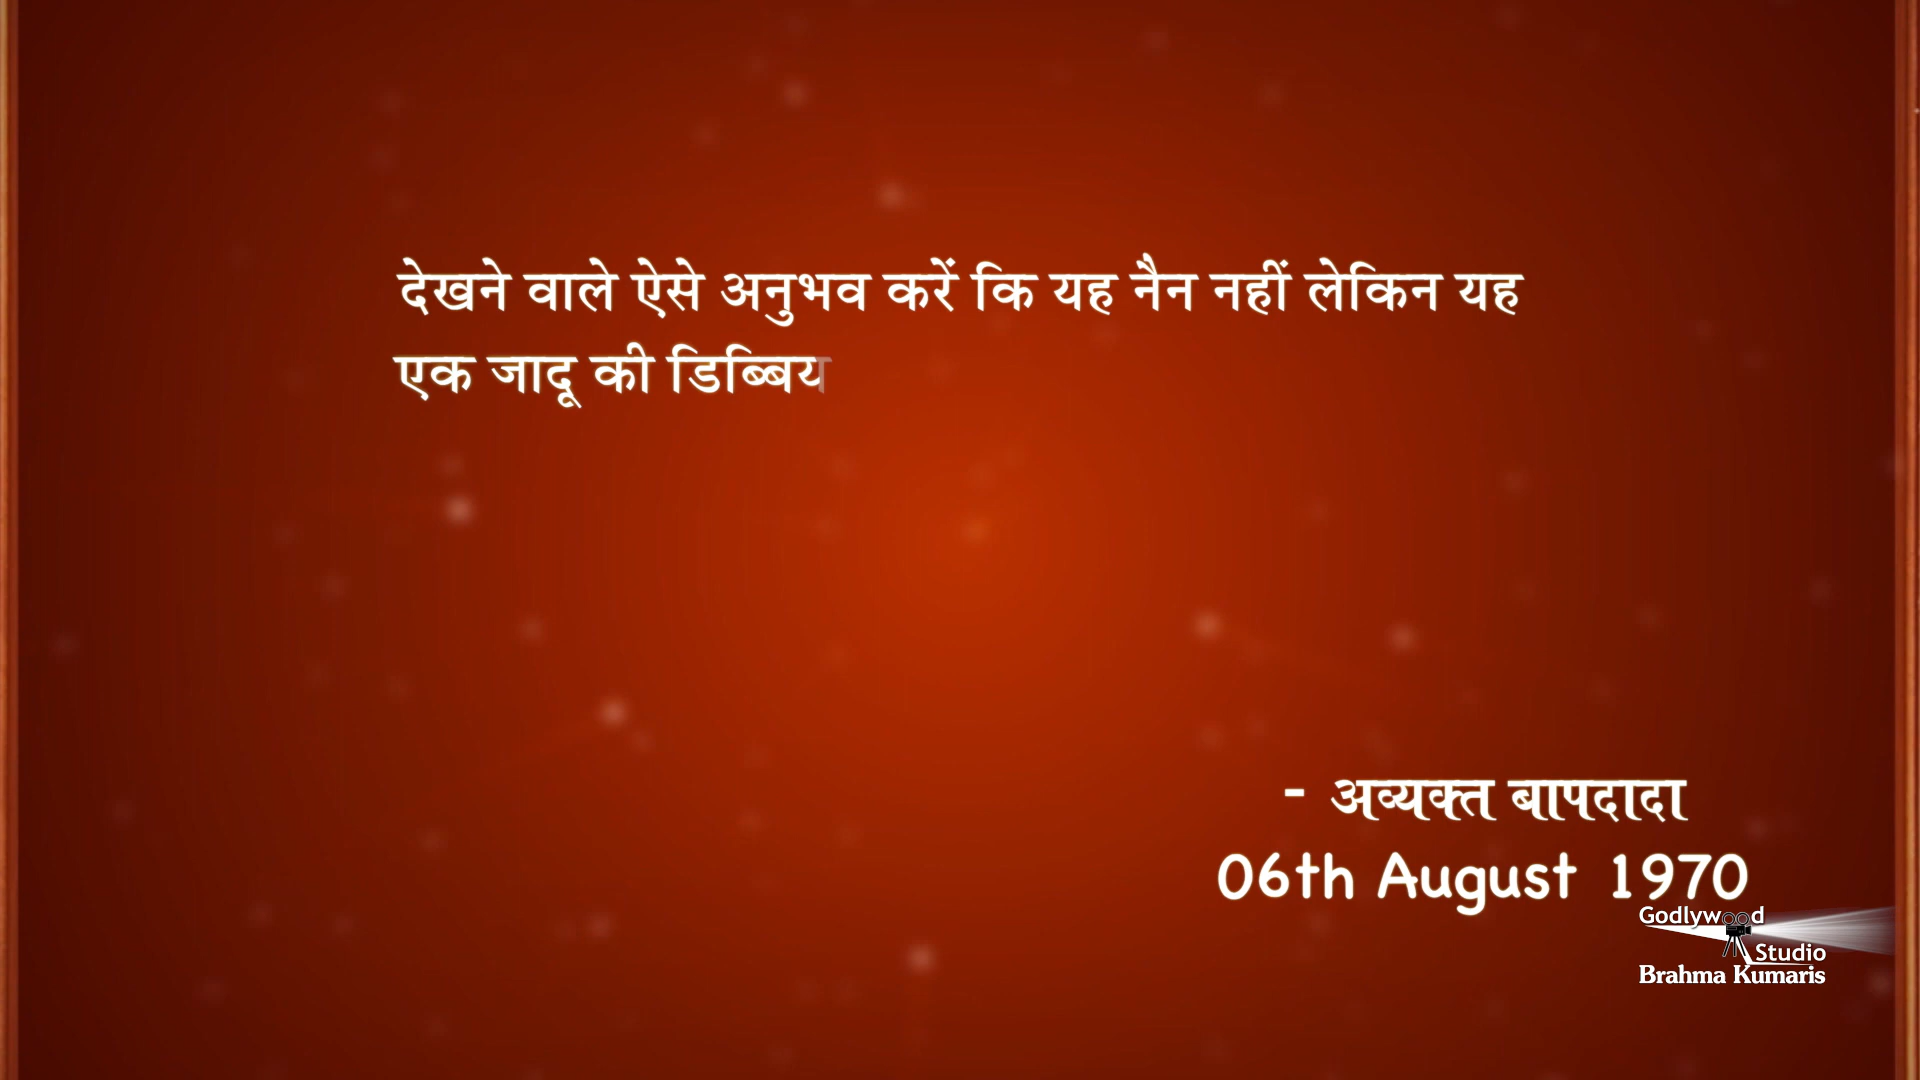 देखने वाले ऐसे अनुभव करें कि यह नैन नहीं लेकिन यह
एक जादू की डिब्बिय
- अव्यक्त बापदादा
06th August 1970
Godlywood
Studio
Brahma Kumaris